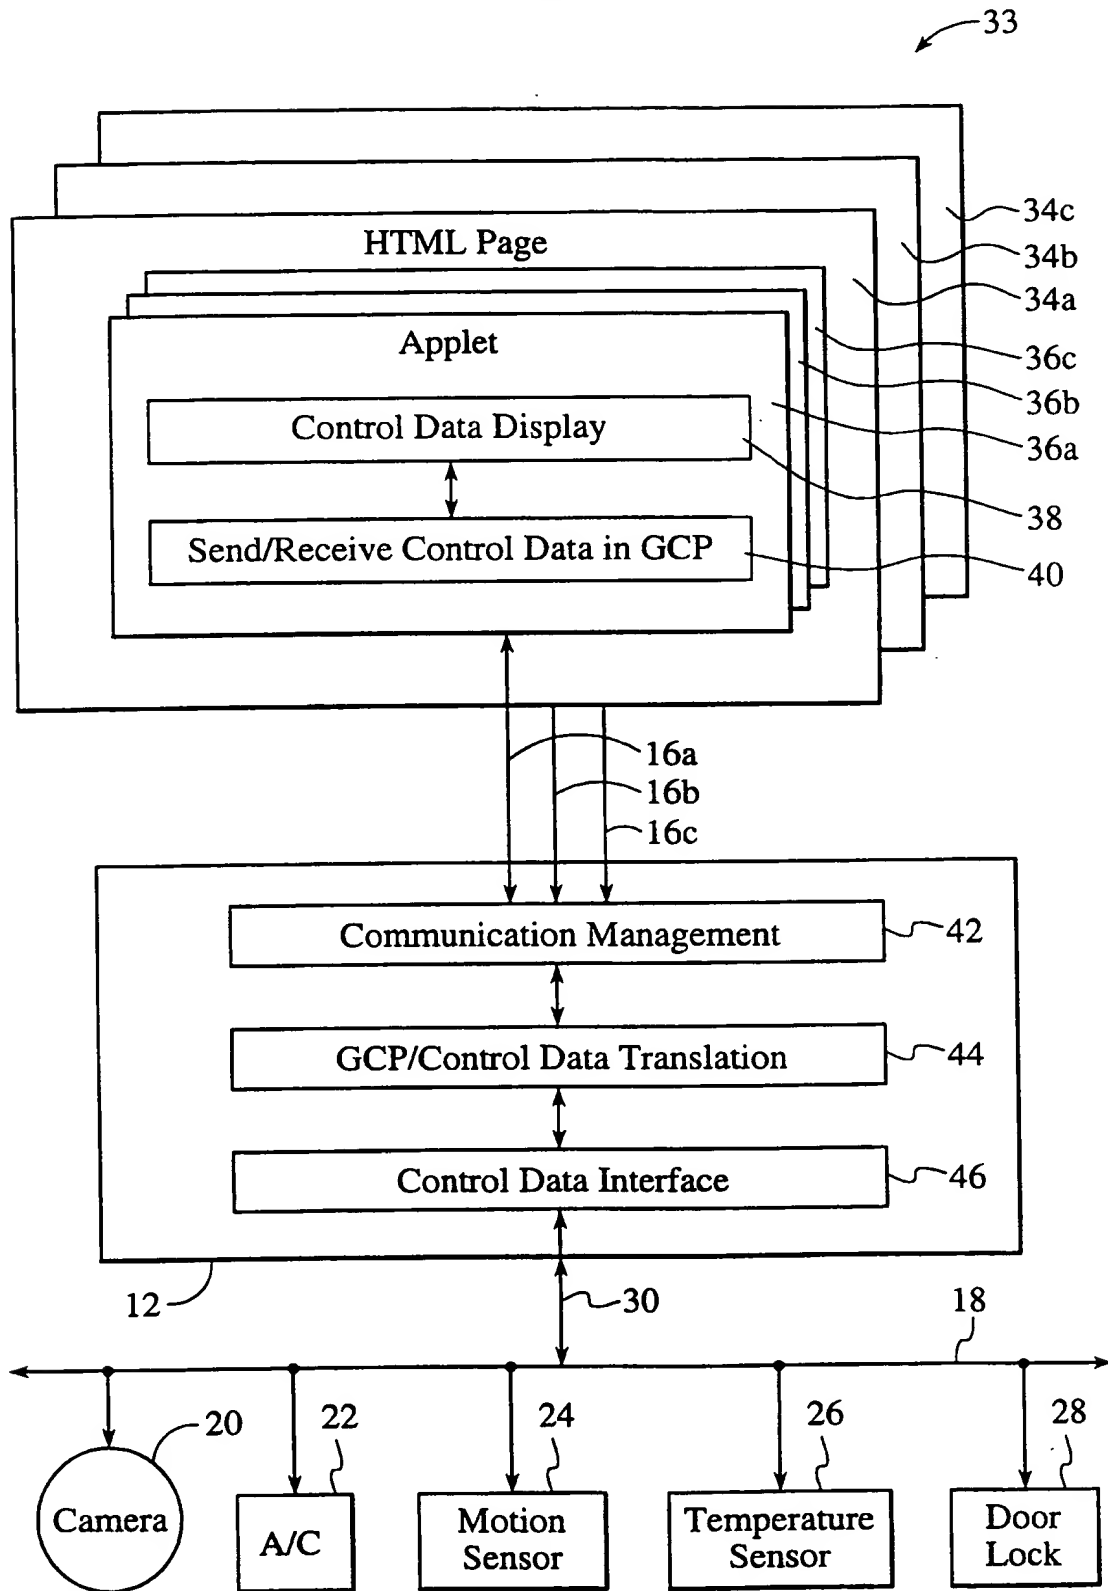 33
HTML Page
34c
34b
34a
Applet
36c
36b
36a
Control Data Display
38
Send/Receive Control Data in GCP
40
16a
16b
16c
Communication Management
42
GCP/Control Data Translation
44
Control Data Interface
46
12
30
18
20
22
24
26
28
Camera
A/C
Motion
Sensor
Temperature
Sensor
Door
Lock